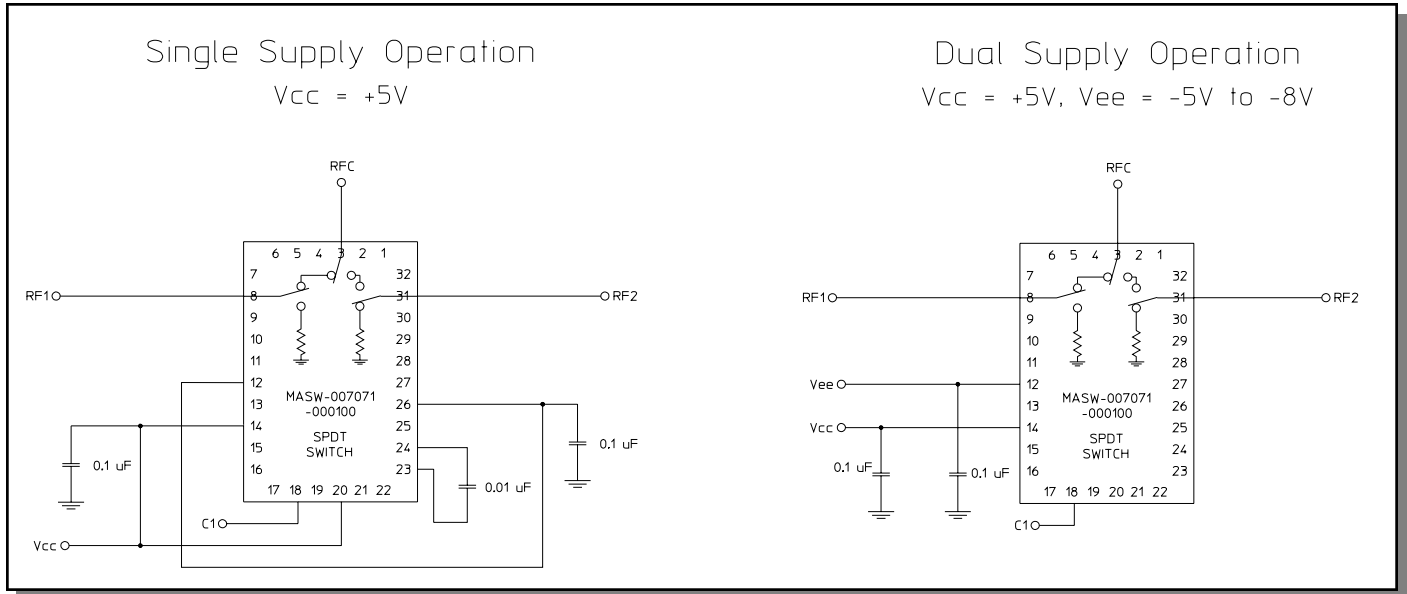 Single Supply Operation
Vcc = +5V
RFC
6 5 4 3 2 1
7 32
RF1 8 31 RF2
9 30
10 29
11 28
12 27
13 26
14 25
15 24
16 23
17 18 19 20 21 22
MASW-007071
-000100
SPDT
SWITCH
0.1 uF
0.1 uF
0.01 uF
C1
Vcc
Dual Supply Operation
Vcc = +5V, Vee = -5V to -8V
RFC
6 5 4 3 2 1
7 32
RF1 8 31 RF2
9 30
10 29
11 28
Vee 12 27
13 26
Vcc 14 25
15 24
16 23
17 18 19 20 21 22
MASW-007071
-000100
SPDT
SWITCH
0.1 uF
0.1 uF
C1